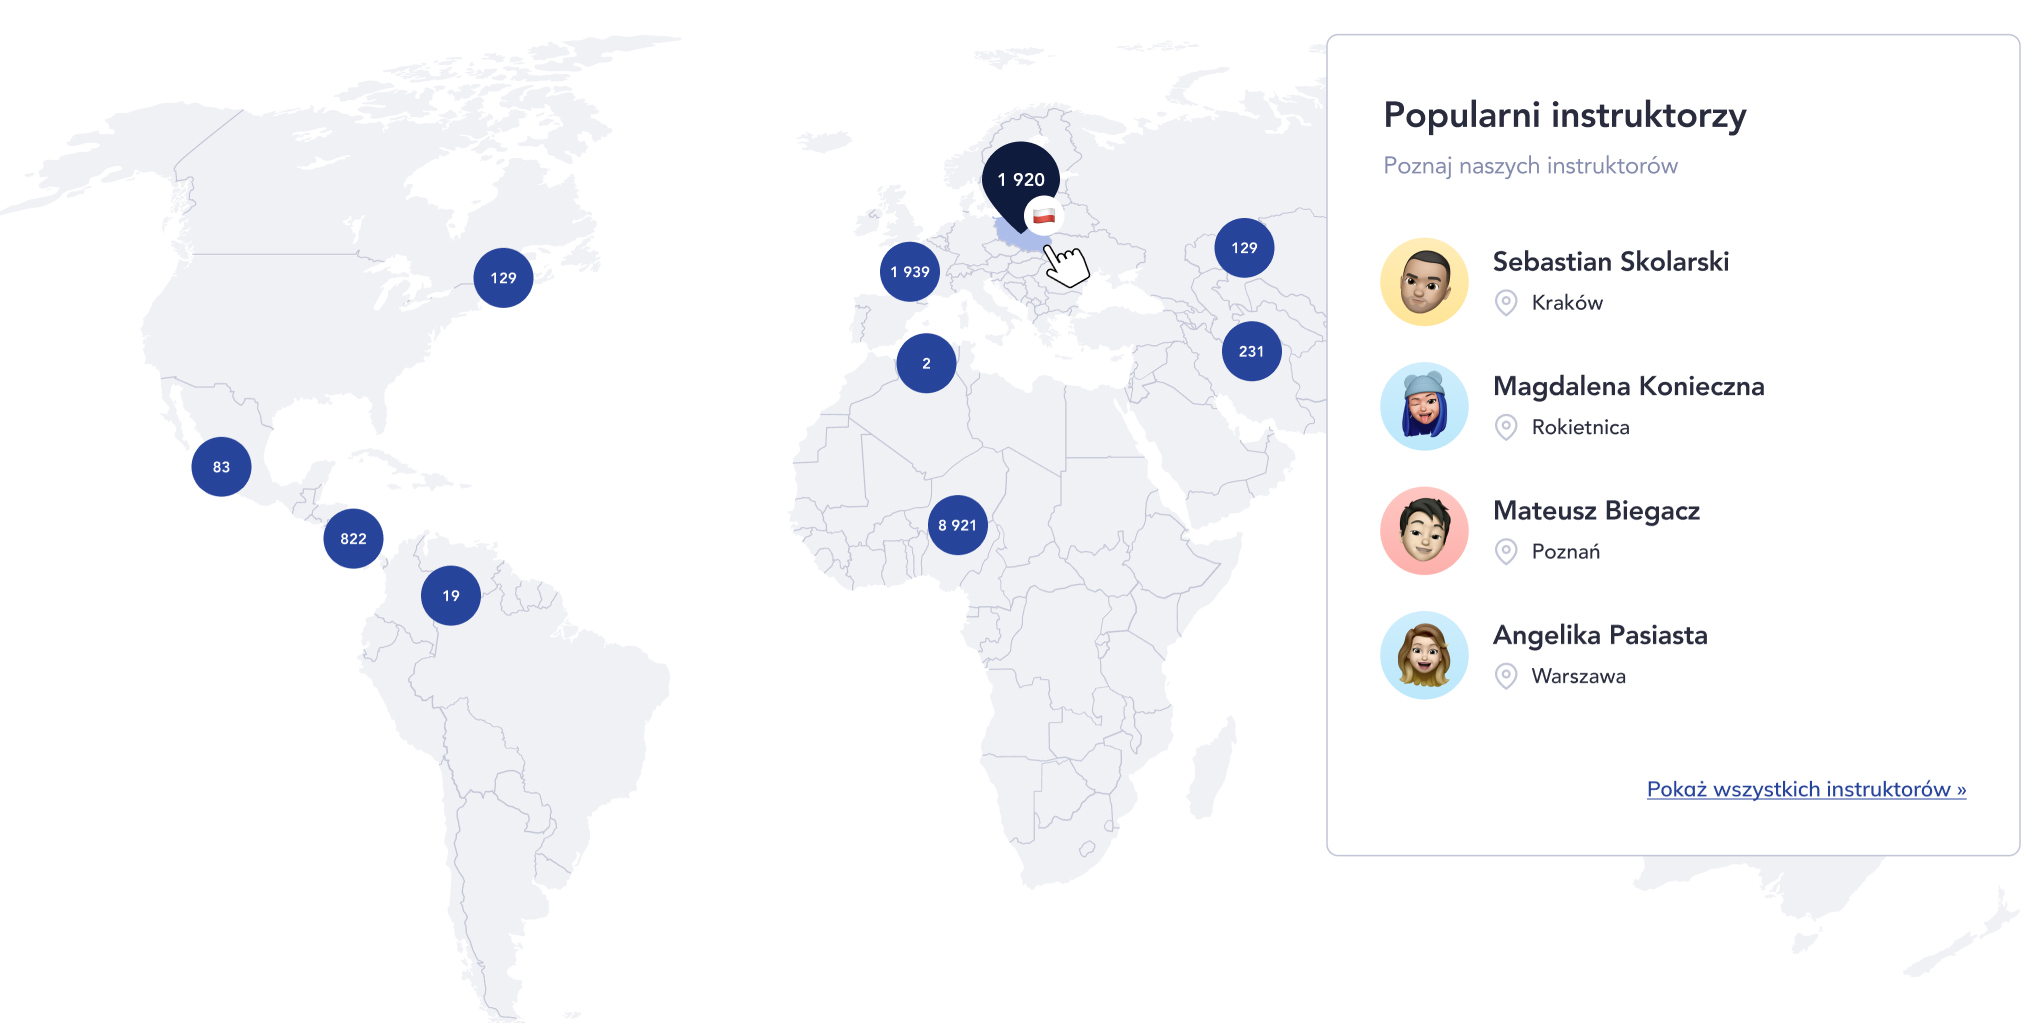 1 920
129
1 939
129
2
231
83
8 921
822
19
Popularni instruktorzy
Poznaj naszych instruktorów
Sebastian Skolarski
Kraków
Magdalena Konieczna
Rokietnica
Mateusz Biegacz
Poznań
Angelika Pasiasta
Warszawa
Pokaż wszystkich instruktorów »